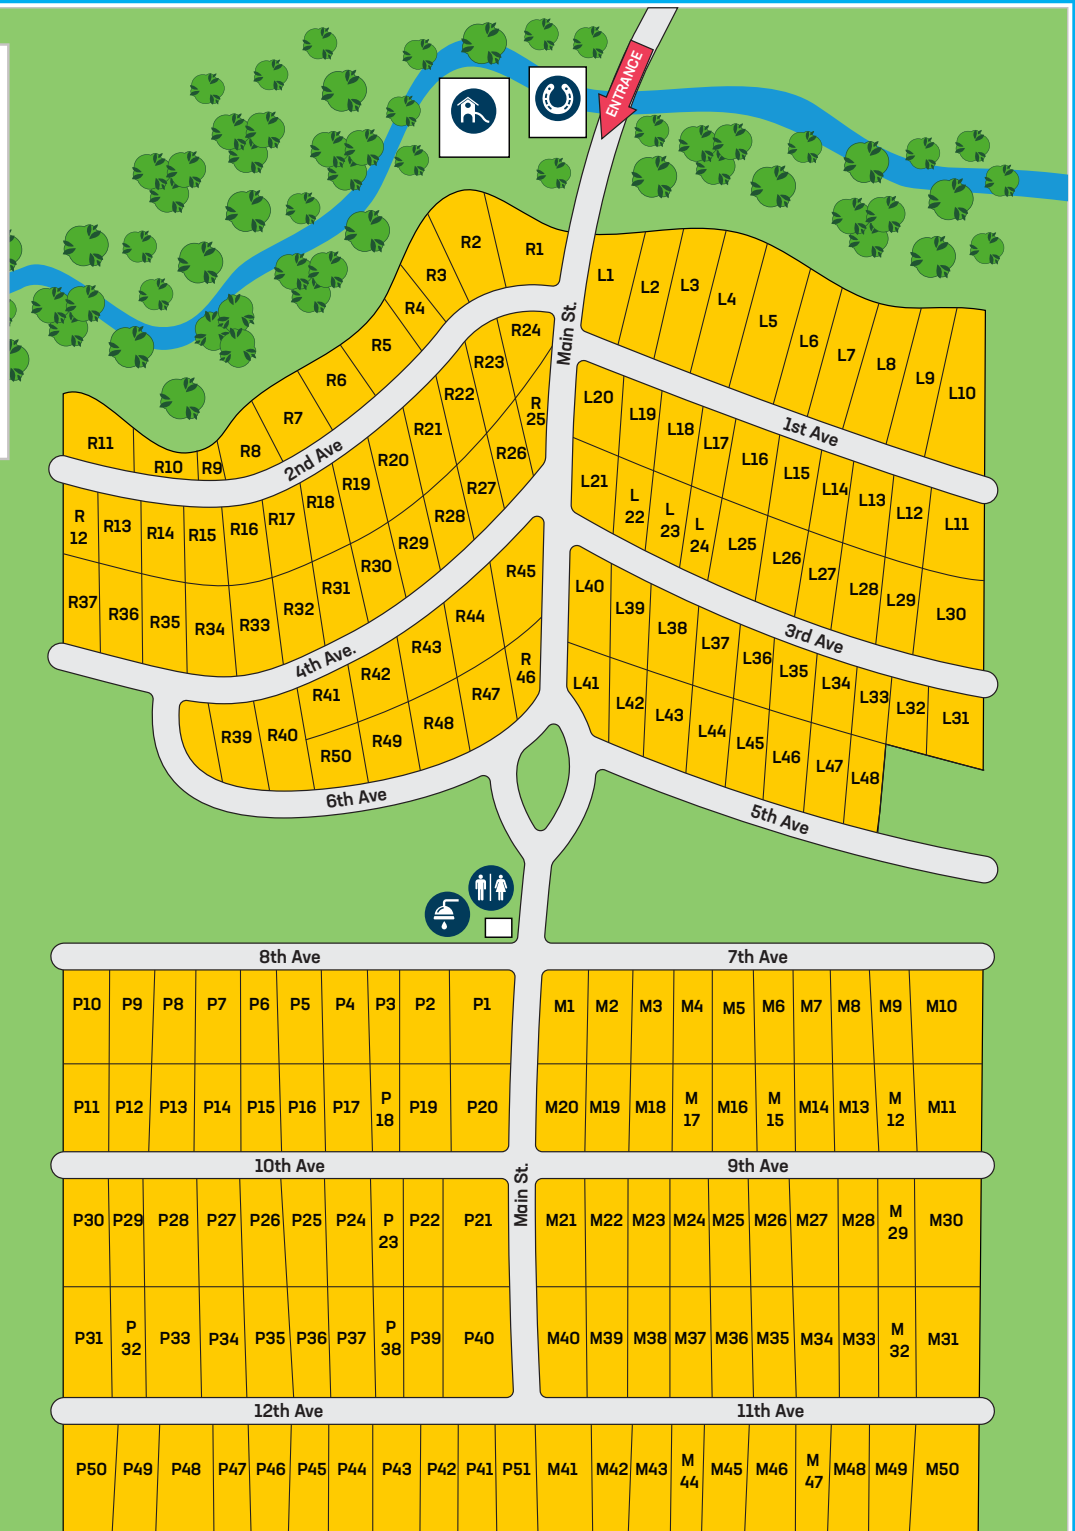 ENTRANCE
R2
R1
R3
R4
L1
L2
L3
L4
L5
L6
L7
L8
L9
L10
Main St.
R5
R6
R7
R8
R9
R10
R11
2nd Ave
1st Ave
R24
R23
R22
R21
R20
R19
R18
R17
R16
R15
R14
R13
R
12
R
25
R26
R27
R28
R29
R30
R31
R32
R33
R34
R35
R36
R37
L20
L19
L18
L17
L16
L15
L14
L13
L12
L11
L21
L
22
L
23
L
24
L25
L26
L27
L28
L29
L30
4th Ave.
3rd Ave
R45
R44
R43
R42
R41
R40
R39
R
46
R47
R48
R49
R50
L40
L39
L38
L37
L36
L35
L34
L33
L32
L31
L41
L42
L43
L44
L45
L46
L47
L48
6th Ave
5th Ave
8th Ave
7th Ave
P10
P9
P8
P7
P6
P5
P4
P3
P2
P1
M1
M2
M3
M4
M5
M6
M7
M8
M9
M10
P11
P12
P13
P14
P15
P16
P17
P
18
P19
P20
M20
M19
M18
M
17
M16
M
15
M14
M13
M
12
M11
10th Ave
Main St.
9th Ave
P30
P29
P28
P27
P26
P25
P24
P
23
P22
P21
M21
M22
M23
M24
M25
M26
M27
M28
M
29
M30
P31
P
32
P33
P34
P35
P36
P37
P
38
P39
P40
M40
M39
M38
M37
M36
M35
M34
M33
M
32
M31
12th Ave
11th Ave
P50
P49
P48
P47
P46
P45
P44
P43
P42
P41
P51
M41
M42
M43
M
44
M45
M46
M
47
M48
M49
M50